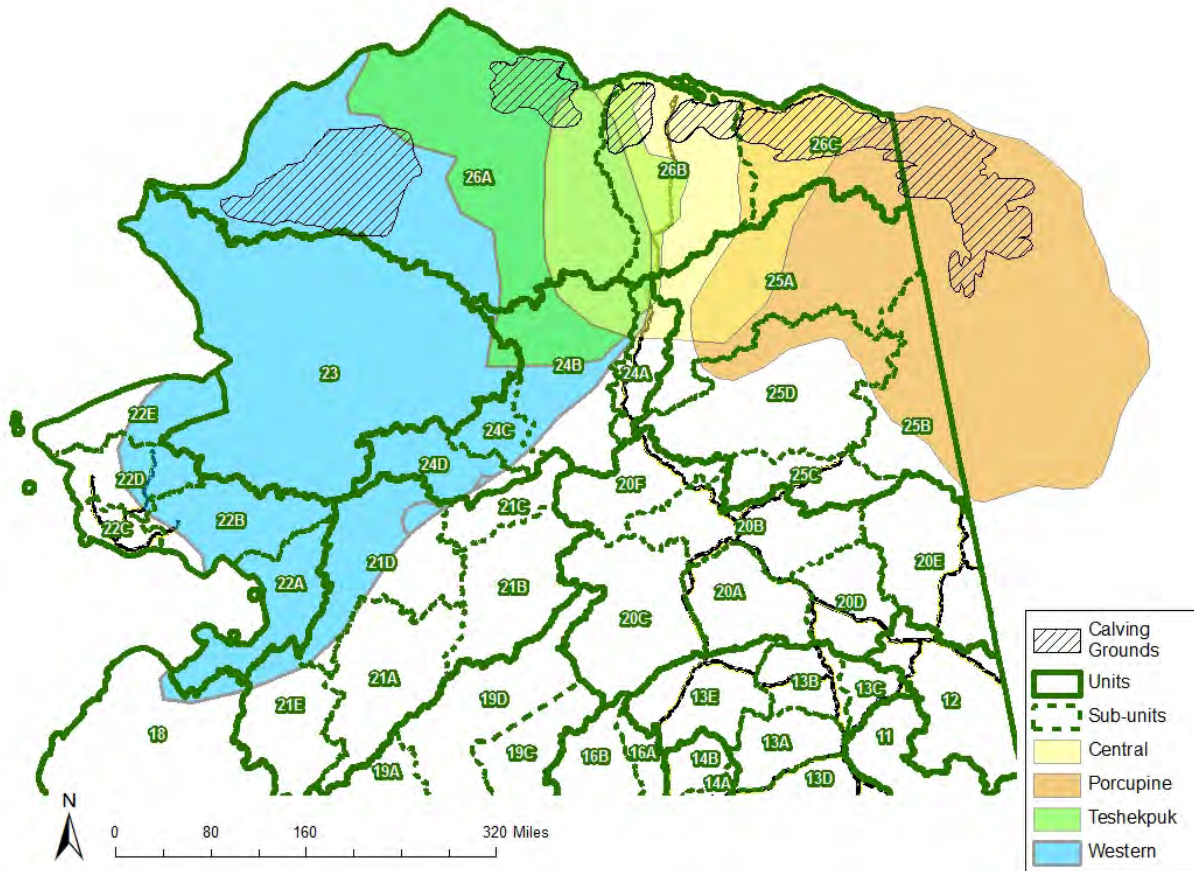 26A
26B
26C
25A
23
24B
24A
25D
22E
25B
24C
24D
22D
25C
20F
22B
21C
22C
20B
21D
20E
22A
21B
20A
20D
20C
21A
13B
13C
19D
13E
12
21E
18
11
13A
19C
16B
16A
14B
19A
14A
13D
N
0 80 160 320 Miles
Calving
Grounds
Units
Sub-units
Central
Porcupine
Teshekpuk
Western